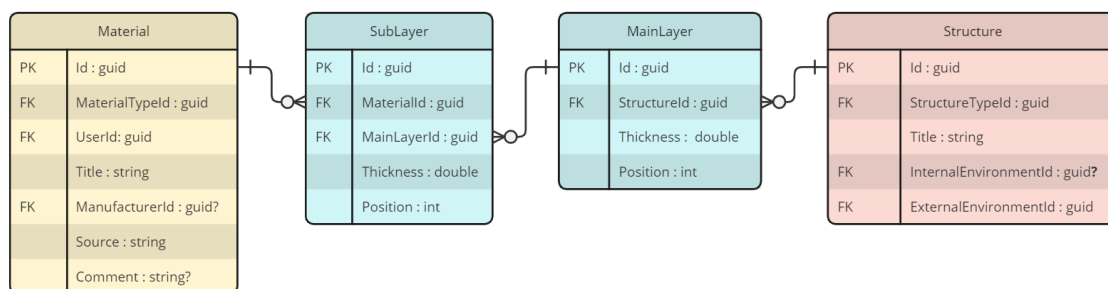 Material
PK Id : guid
FK MaterialTypeId : guid
FK UserId: guid
Title : string
FK ManufacturerId : guid?
Source : string
Comment : string?
SubLayer
PK Id : guid
FK MaterialId : guid
FK MainLayerId : guid
Thickness : double
Position : int
MainLayer
PK Id : guid
FK StructureId : guid
Thickness : double
Position : int
Structure
PK Id : guid
FK StructureTypeId : guid
Title : string
FK InternalEnvironmentId : guid?
FK ExternalEnvironmentId : guid